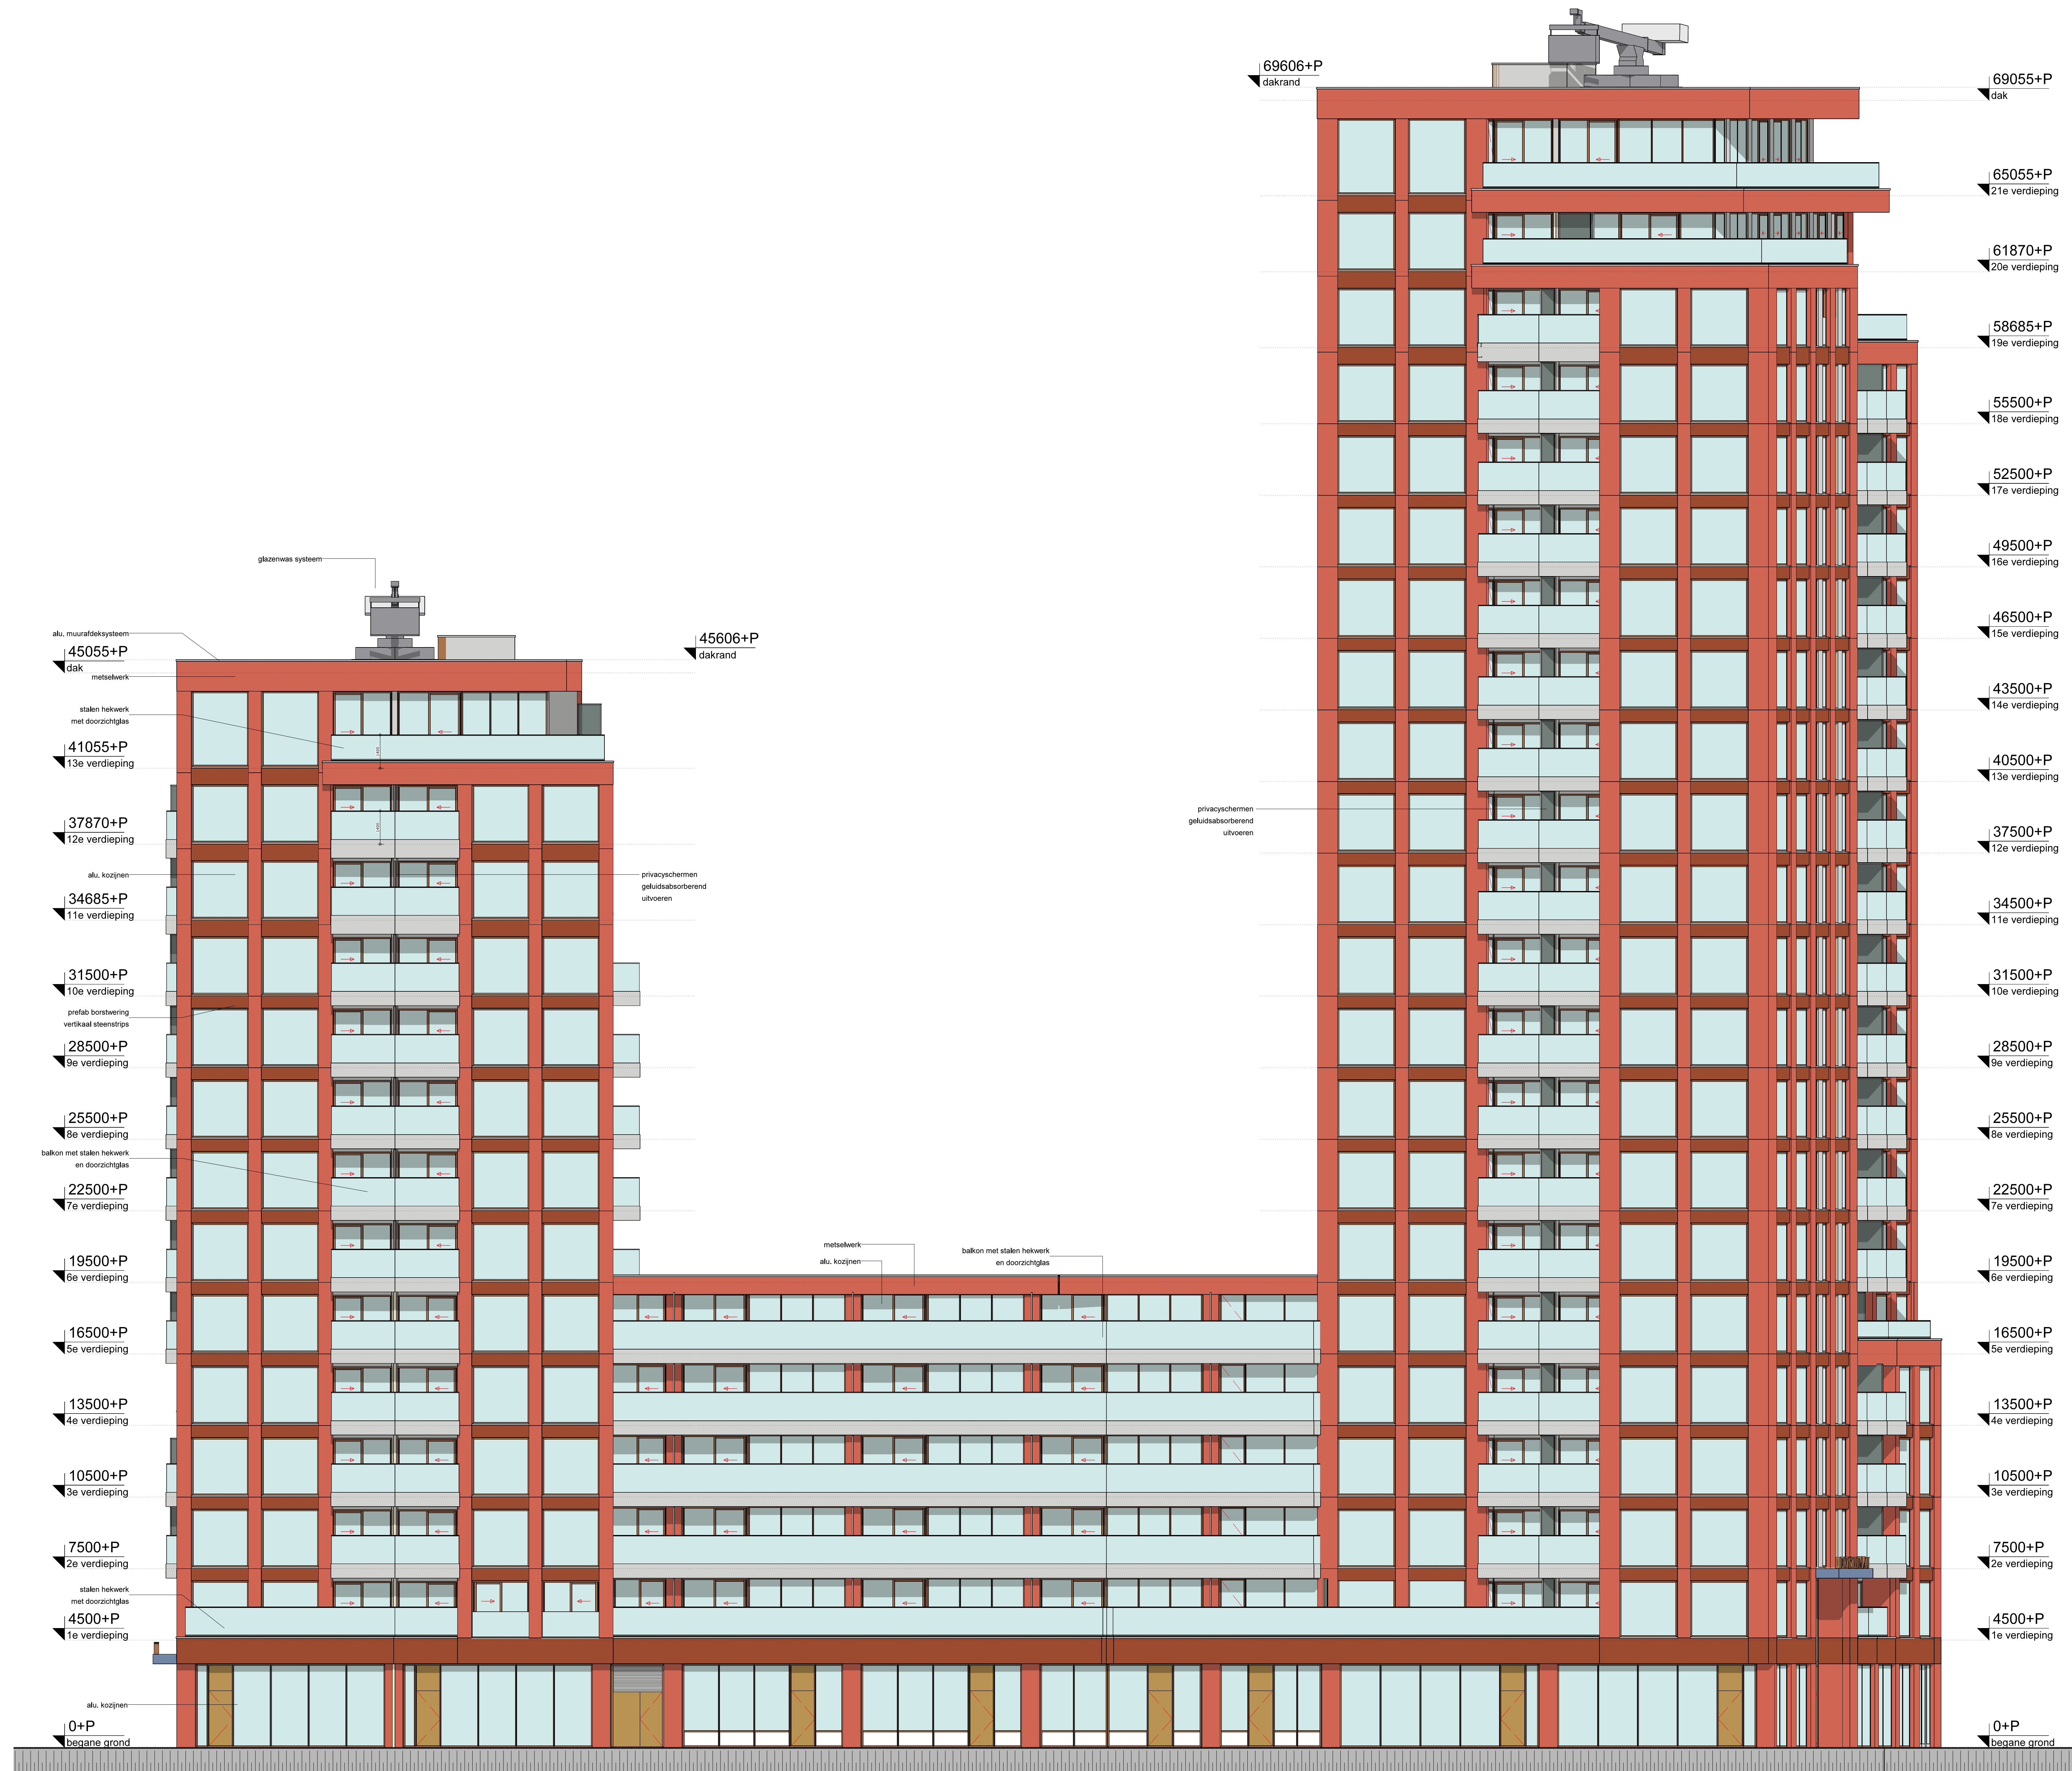 69606+P
dakrand
69055+P
dak
65055+P
21e verdieping
61870+P
20e verdieping
58685+P
19e verdieping
55500+P
18e verdieping
52500+P
17e verdieping
49500+P
16e verdieping
46500+P
15e verdieping
43500+P
14e verdieping
40500+P
13e verdieping
37500+P
12e verdieping
34500+P
11e verdieping
31500+P
10e verdieping
28500+P
9e verdieping
25500+P
8e verdieping
22500+P
7e verdieping
19500+P
6e verdieping
16500+P
5e verdieping
13500+P
4e verdieping
10500+P
3e verdieping
7500+P
2e verdieping
4500+P
1e verdieping
0+P
begane grond
glazenwas systeem
alu. muurafdeksysteem
45055+P
dak
metselwerk
45606+P
dakrand
stalen hekwerk
met doorzichtglas
41055+P
13e verdieping
1400
37870+P
12e verdieping
1400
alu. kozijnen
privacyschermen
geluidsabsorberend
uitvoeren
34685+P
11e verdieping
31500+P
10e verdieping
prefab borstwering
vertikaal steenstrips
28500+P
9e verdieping
25500+P
8e verdieping
balkon met stalen hekwerk
en doorzichtglas
22500+P
7e verdieping
19500+P
6e verdieping
16500+P
5e verdieping
13500+P
4e verdieping
10500+P
3e verdieping
7500+P
2e verdieping
stalen hekwerk
met doorzichtglas
4500+P
1e verdieping
alu. kozijnen
0+P
begane grond
privacyschermen
geluidsabsorberend
uitvoeren
metselwerk
alu. kozijnen
balkon met stalen hekwerk
en doorzichtglas